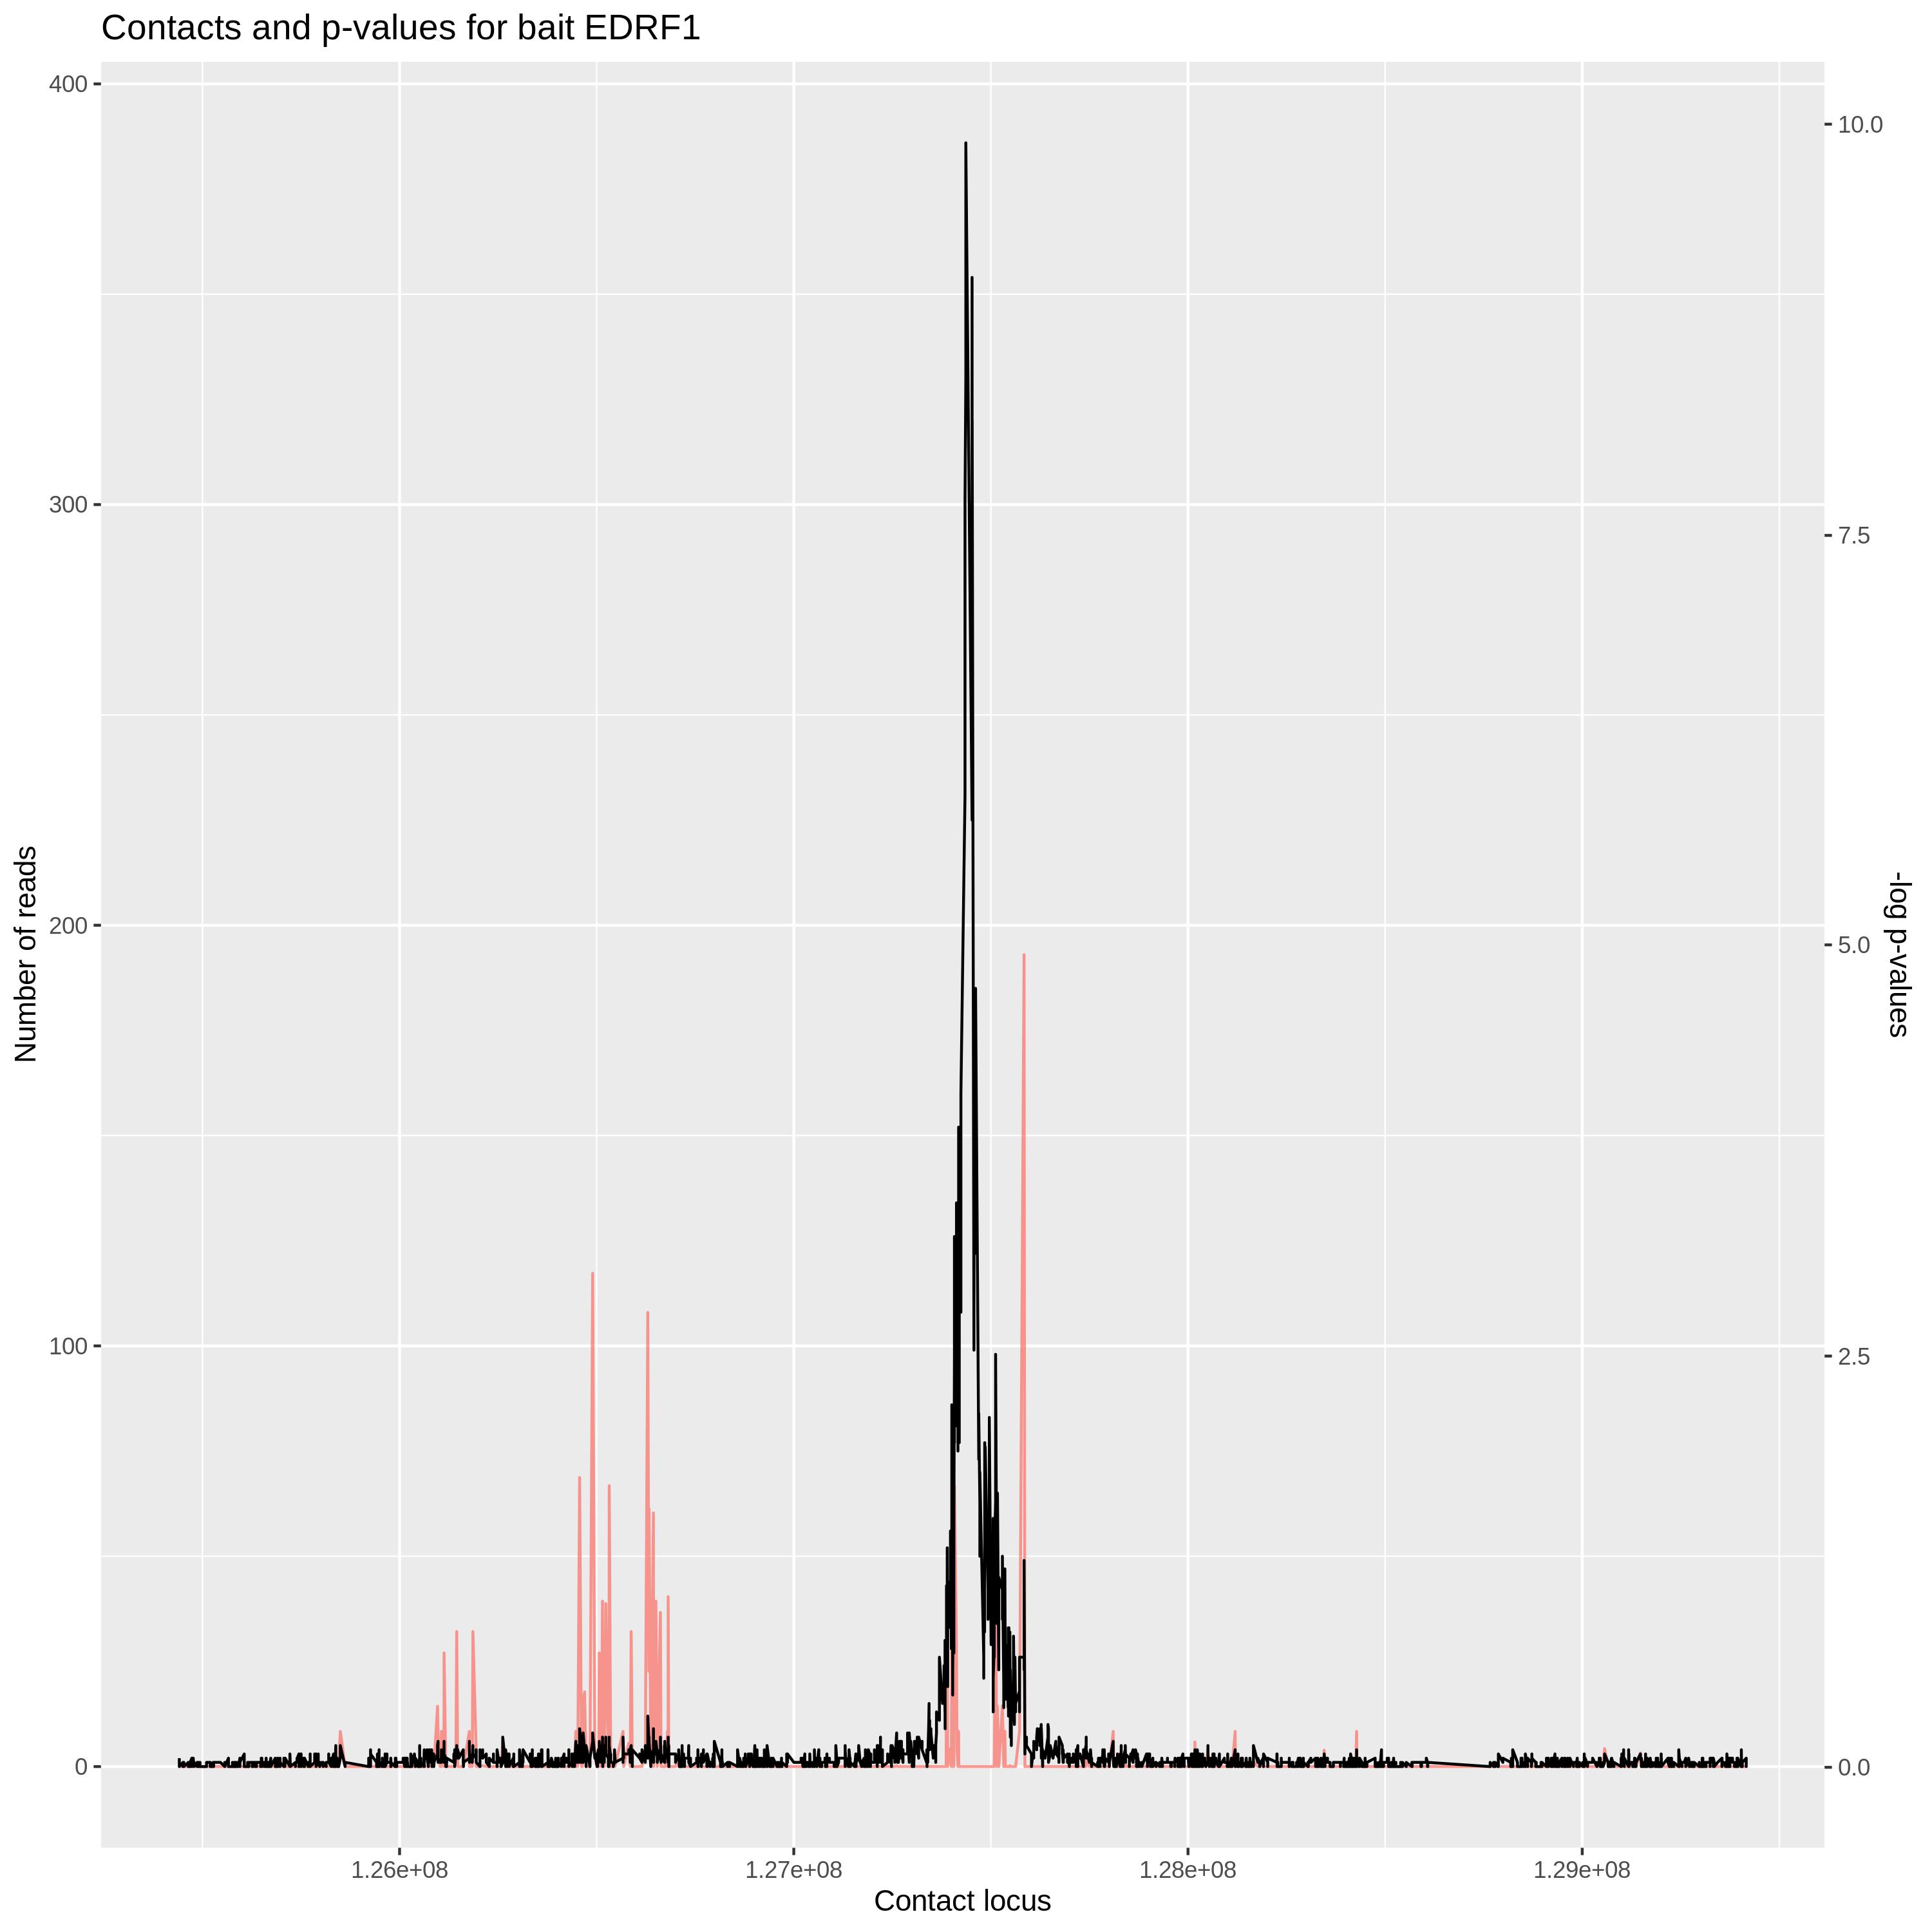 Contacts and p-values for bait EDRF1
400
300
200
100
0
Number of reads
10.0
7.5
5.0
2.5
0.0
-log p-values
1.26e+08
1.27e+08
1.28e+08
1.29e+08
Contact locus